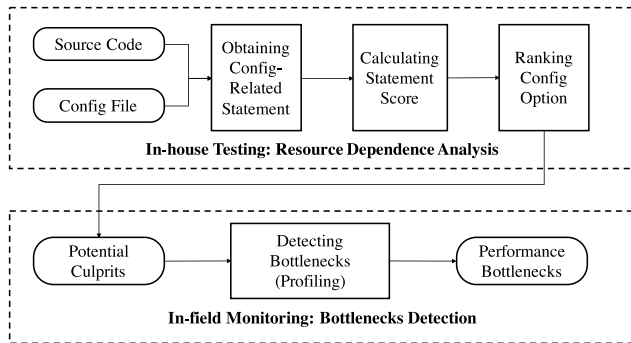 Source Code
Config File
Obtaining
Config-
Related
Statement
Calculating
Statement
Score
Ranking
Config
Option
In-house Testing: Resource Dependence Analysis
Potential
Culprits
Detecting
Bottlenecks
(Profiling)
Performance
Bottlenecks
In-field Monitoring: Bottlenecks Detection